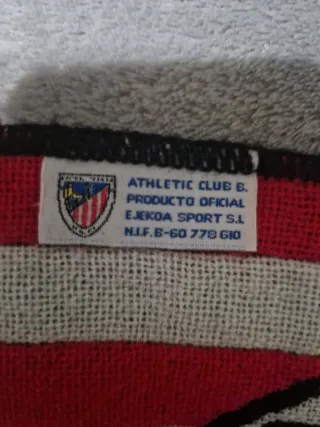 ATHLETIC CLUB B.
PRODUCTO OFICIAL
EJEKOA SPORT S.L
N.I.F. B-60 778 610